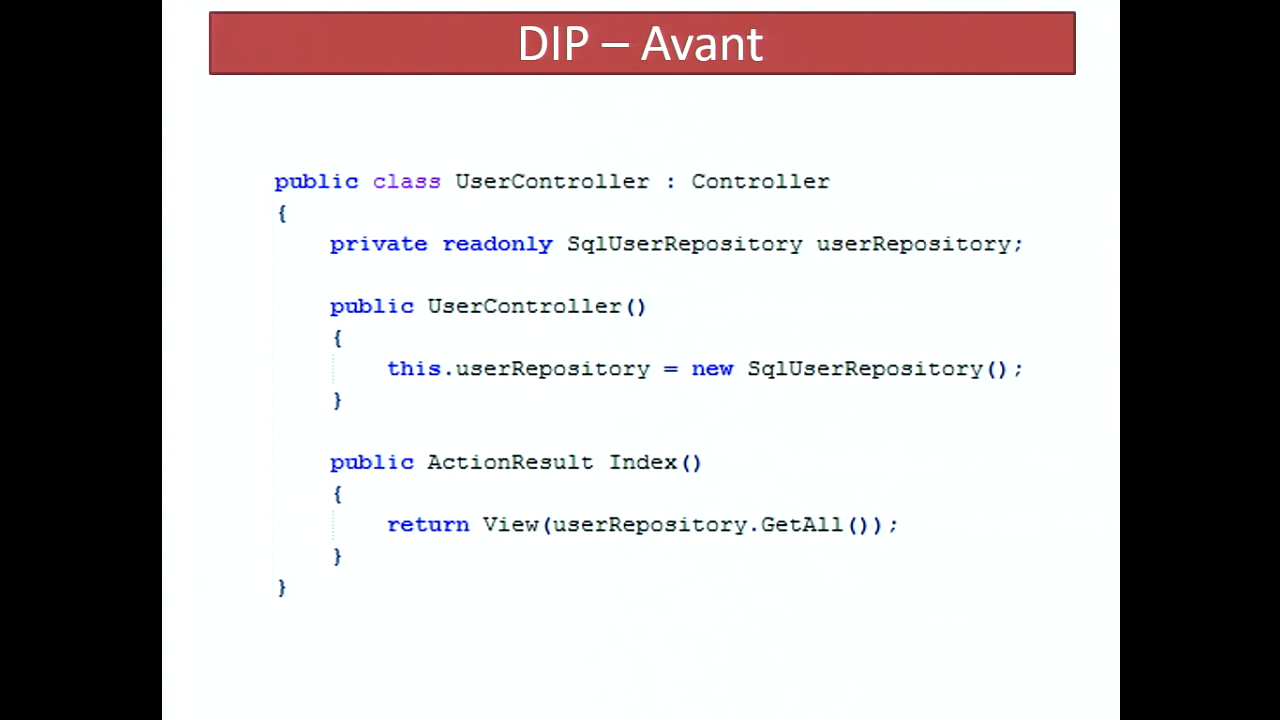 DIP – Avant
public class UserController : Controller
{
    private readonly SqlUserRepository userRepository;
    public UserController()
    {
        this.userRepository = new SqlUserRepository();
    }
    public ActionResult Index()
    {
        return View(userRepository.GetAll());
    }
}